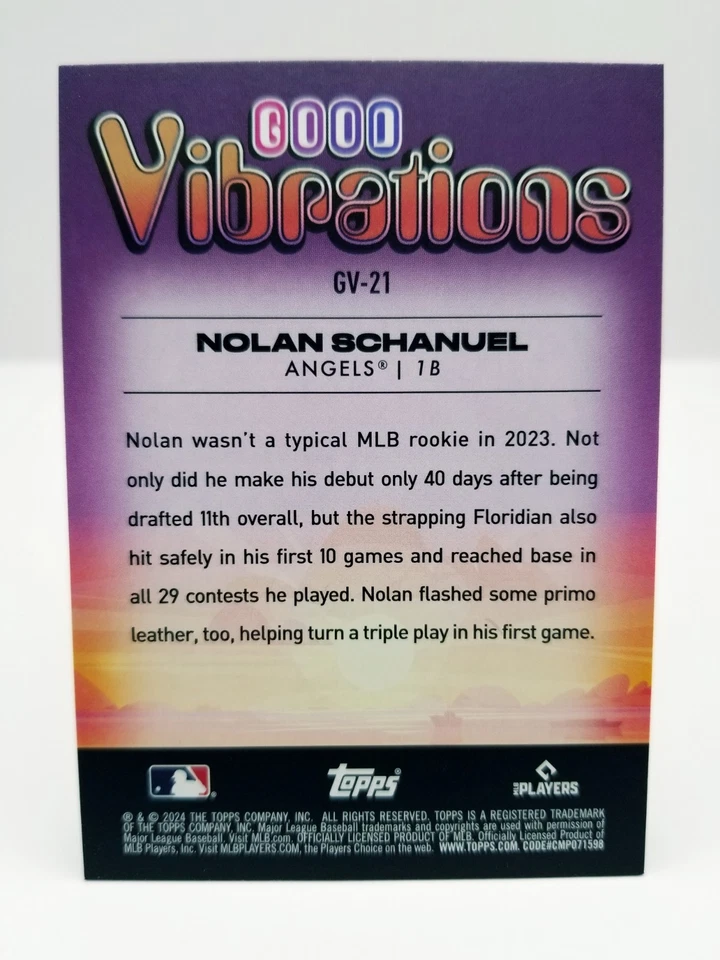 GOOD
Vibrations
GV-21
NOLAN SCHANUEL
ANGELS® | 1B
Nolan wasn't a typical MLB rookie in 2023. Not
only did he make his debut only 40 days after being
drafted 11th overall, but the strapping Floridian also
hit safely in his first 10 games and reached base in
all 29 contests he played. Nolan flashed some primo
leather, too, helping turn a triple play in his first game.
topps®
MLB PLAYERS
® & © 2024 THE TOPPS COMPANY, INC. ALL RIGHTS RESERVED. TOPPS IS A REGISTERED TRADEMARK
OF THE TOPPS COMPANY, INC. Major League Baseball trademarks and copyrights are used with permission of
Major League Baseball. Visit MLB.com. OFFICIALLY LICENSED PRODUCT OF MLB. Officially Licensed Product of
MLB Players, Inc. Visit MLBPLAYERS.COM, the Players Choice on the web. WWW.TOPPS.COM. CODE#CMP071598